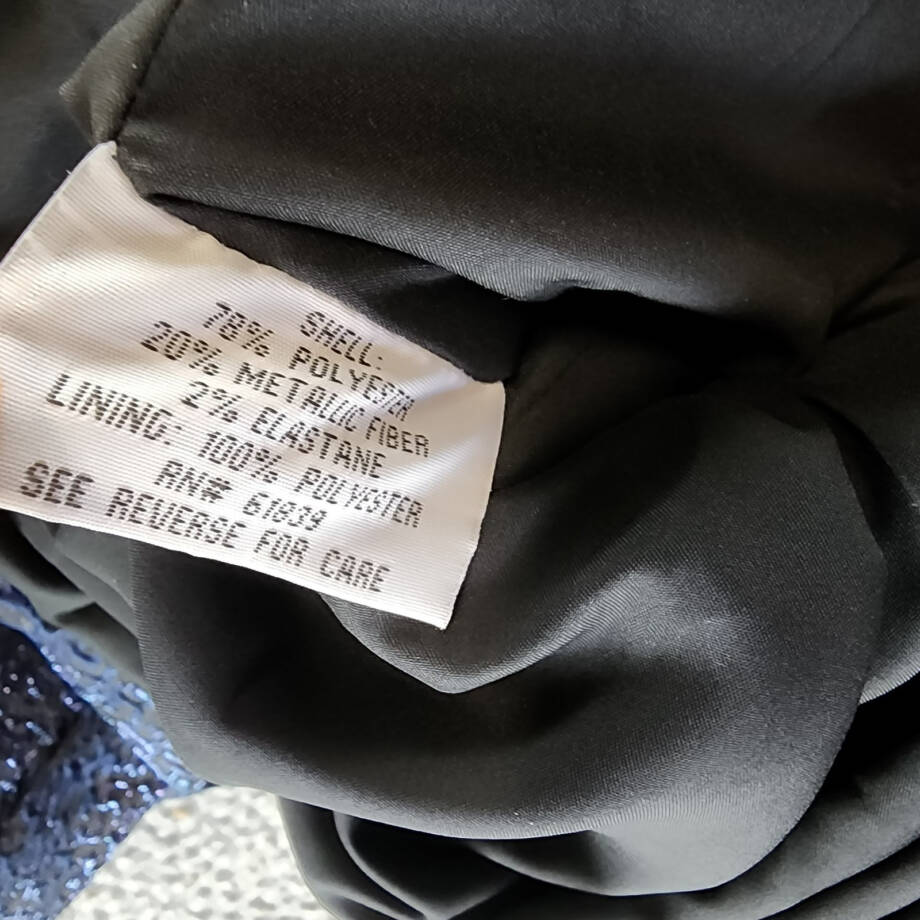 SHELL:
78% POLYESTER
20% METALLIC FIBER
2% ELASTANE
LINING: 100% POLYESTER
RN# 61839
SEE REVERSE FOR CARE